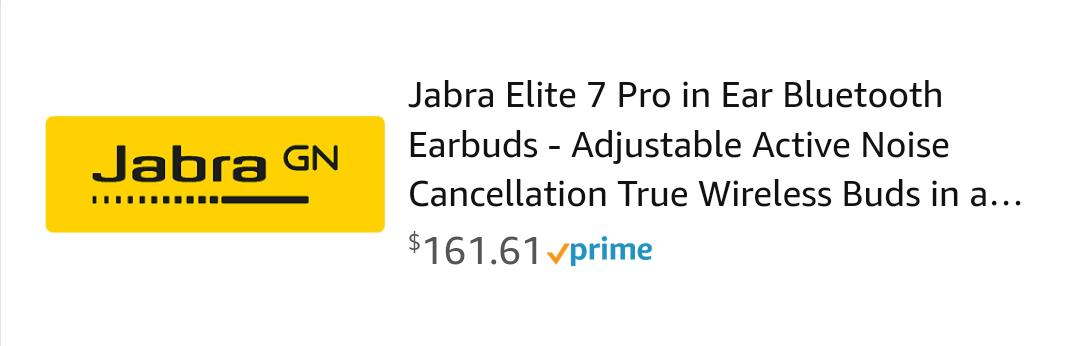 Jabra GN
Jabra Elite 7 Pro in Ear Bluetooth
Earbuds - Adjustable Active Noise
Cancellation True Wireless Buds in a...
$161.61 prime